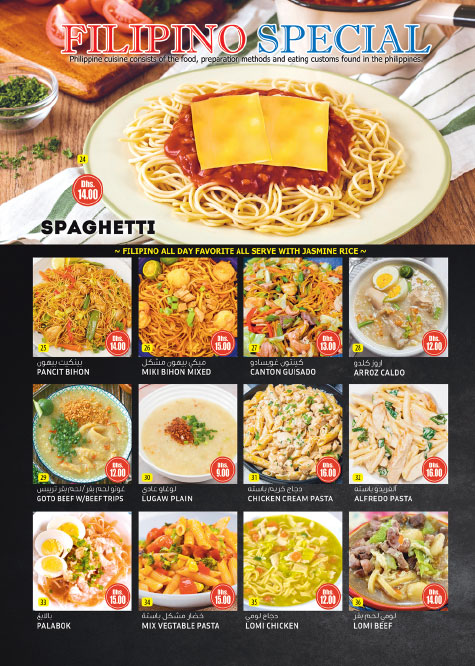 FILIPINO SPECIAL
Philippine cuisine consists of the food, preparation methods and eating customs found in the philippines.
24
Dhs.
14.00
SPAGHETTI
~ FILIPINO ALL DAY FAVORITE ALL SERVE WITH JASMINE RICE ~
25
Dhs.
14.00
بينكيت بيهون
PANCIT BIHON
26
Dhs.
15.00
ميكي بيهون مشكل
MIKI BIHON MIXED
27
Dhs.
13.00
كينتون غويسادو
CANTON GUISADO
28
Dhs.
12.00
اروز كلدو
ARROZ CALDO
29
Dhs.
12.00
غوتو لحم بقر/لحم بقر تريبس
GOTO BEEF W/BEEF TRIPS
30
Dhs.
9.00
لوغاو عادي
LUGAW PLAIN
31
Dhs.
16.00
دجاج كريم باستة
CHICKEN CREAM PASTA
32
Dhs.
16.00
الفريدو باستة
ALFREDO PASTA
33
Dhs.
15.00
PALABOK
34
Dhs.
15.00
خضار مشكل باستة
MIX VEGTABLE PASTA
35
Dhs.
12.00
دجاج لومي
LOMI CHICKEN
36
Dhs.
14.00
لومي لحم بقر
LOMI BEEF